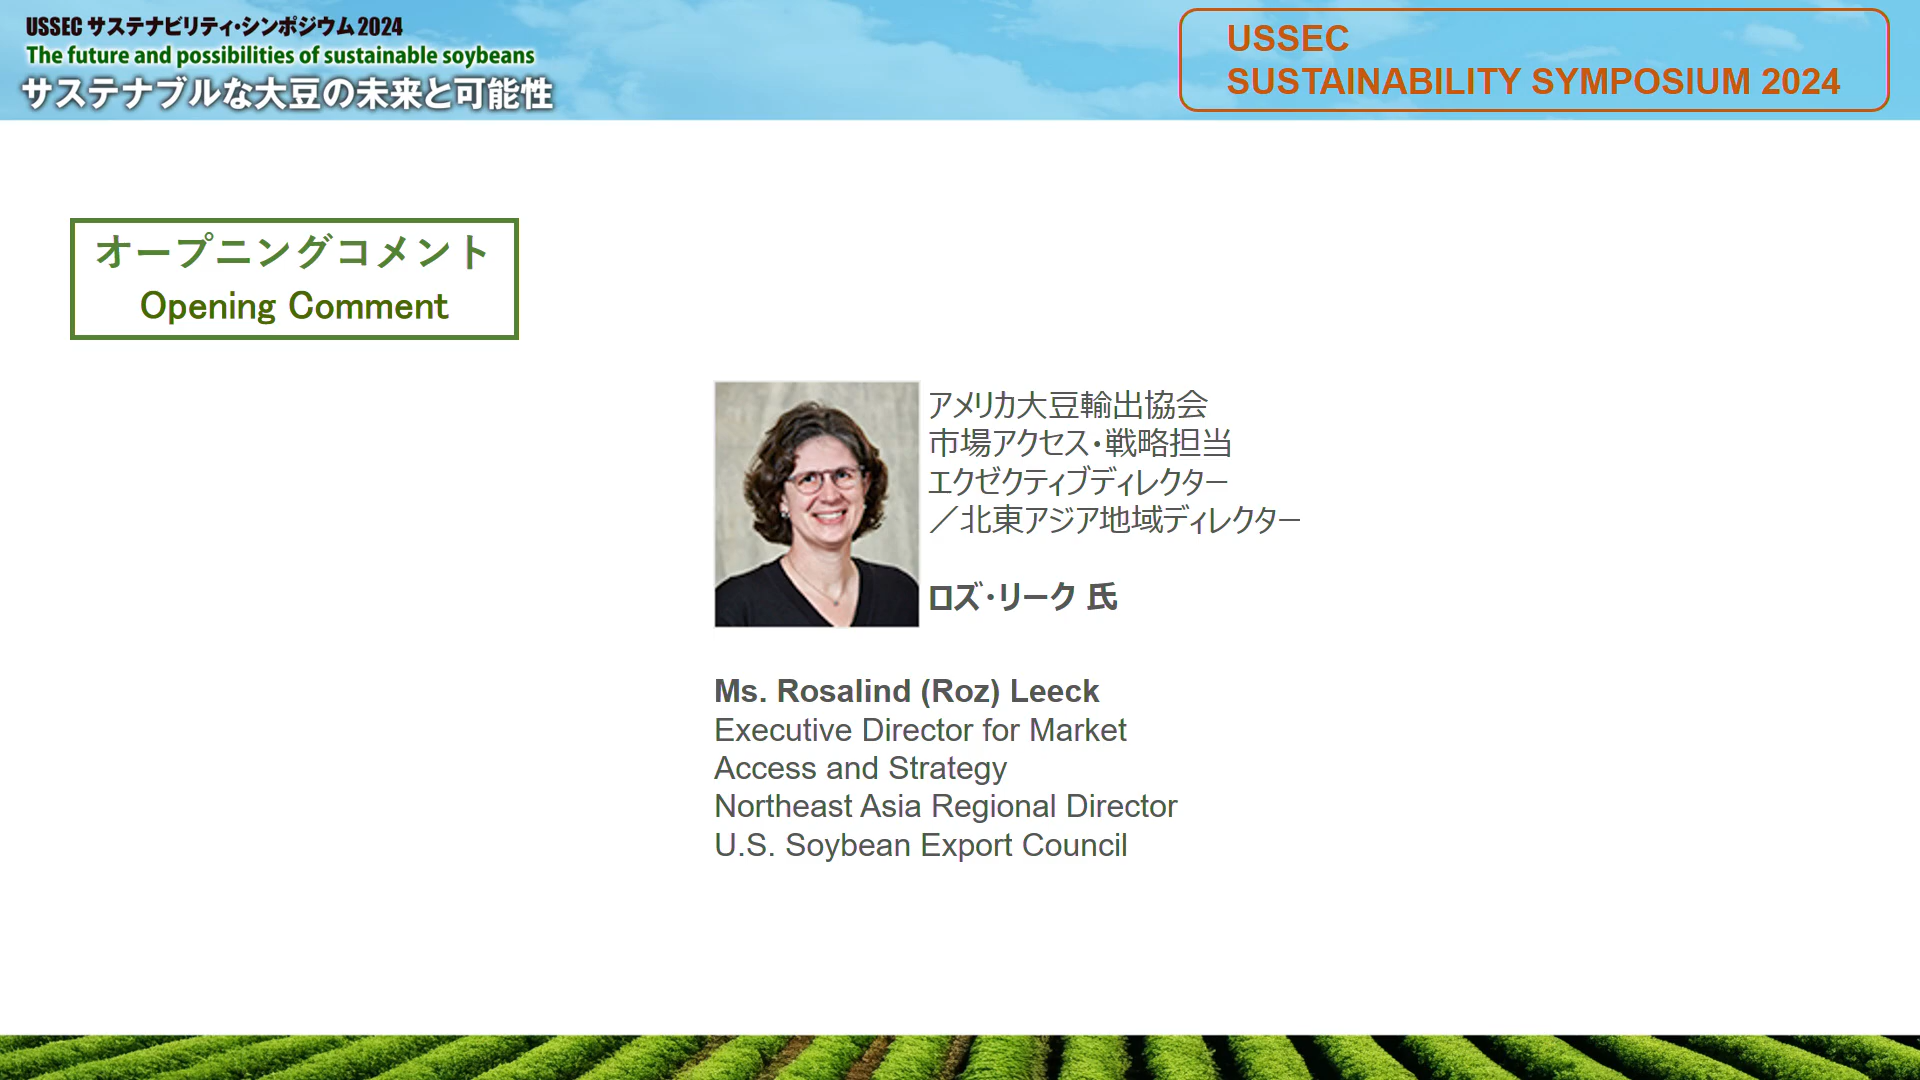 USSEC サステナビリティ・シンポジウム 2024
The future and possibilities of sustainable soybeans
サステナブルな大豆の未来と可能性
USSEC
SUSTAINABILITY SYMPOSIUM 2024
オープニングコメント
Opening Comment
アメリカ大豆輸出協会
市場アクセス・戦略担当
エクゼクティブディレクター
／北東アジア地域ディレクター
ロズ・リーク 氏
Ms. Rosalind (Roz) Leeck
Executive Director for Market
Access and Strategy
Northeast Asia Regional Director
U.S. Soybean Export Council